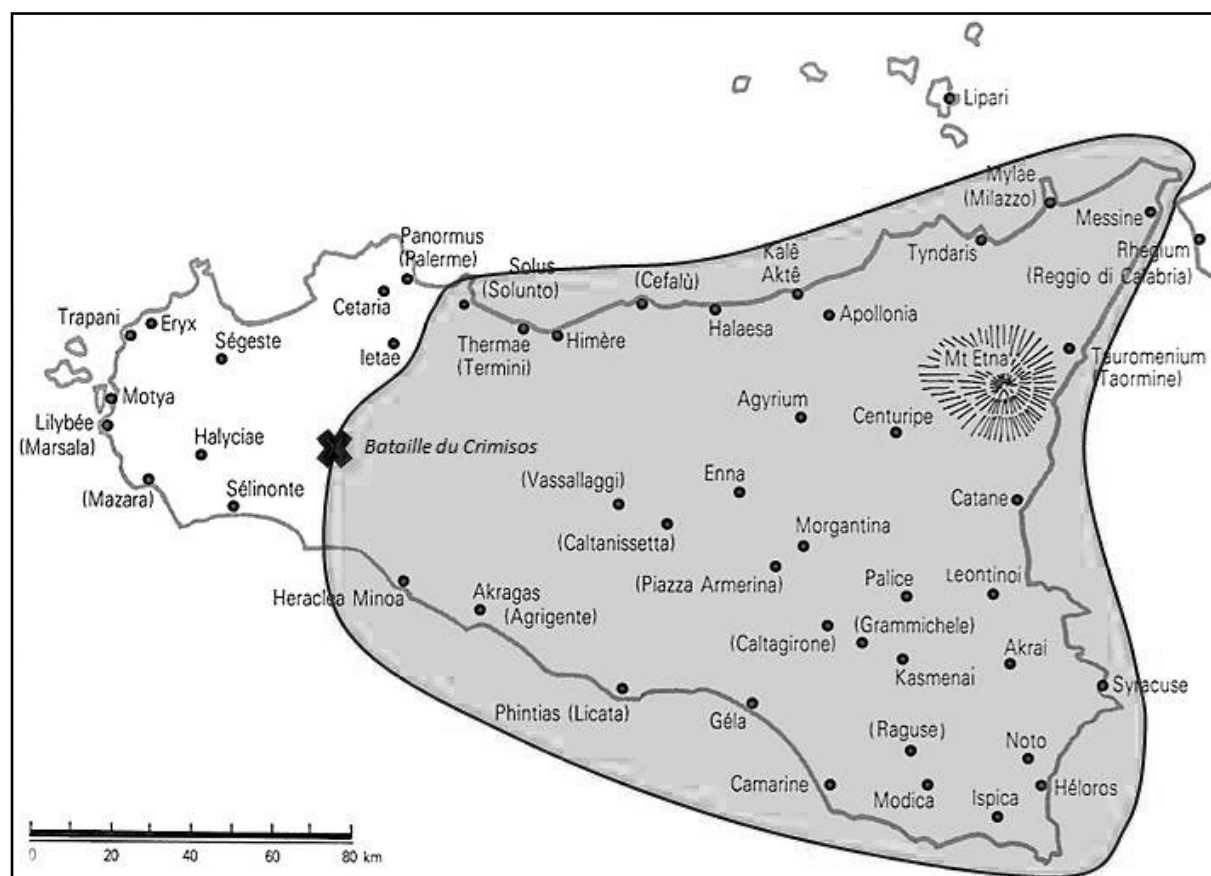 Lipari
Mylae
(Milazzo)
Messine
Rhegium
(Reggio di Calabria)
Tyndaris
Kalê
Aktê
Panormus
(Palerme)
Solus
(Solunto)
(Cefalù)
Cetaria
Halaesa
Apollonia
Trapani
Eryx
Ségeste
Ietae
Thermae
(Termini)
Himère
Mt Etna
Tauromenium
(Taormine)
Motya
Agyrium
Centuripe
Lilybée
(Marsala)
Halyciae
Bataille du Crimisos
(Mazara)
Sélinonte
(Vassallaggi)
Enna
Catane
(Caltanissetta)
Morgantina
(Piazza Armerina)
Palice
Leontinoi
Heraclea Minoa
Akragas
(Agrigente)
(Caltagirone)
(Grammichele)
Akrai
Kasmenai
Syracuse
Phintias (Licata)
Géla
(Raguse)
Noto
Camarine
Modica
Ispica
Héloros
0 20 40 60 80 km